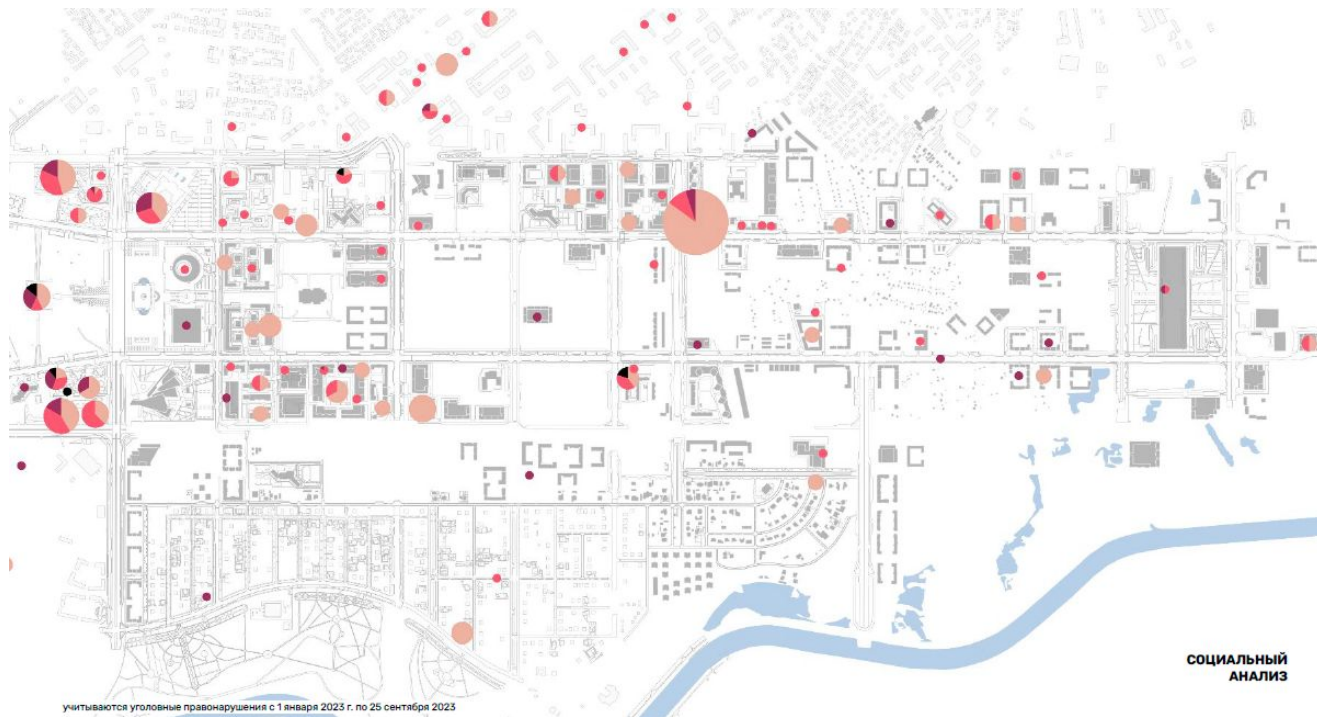 СОЦИАЛЬНЫЙ
АНАЛИЗ
учитываются уголовные правонарушения с 1 января 2023 г. по 25 сентября 2023